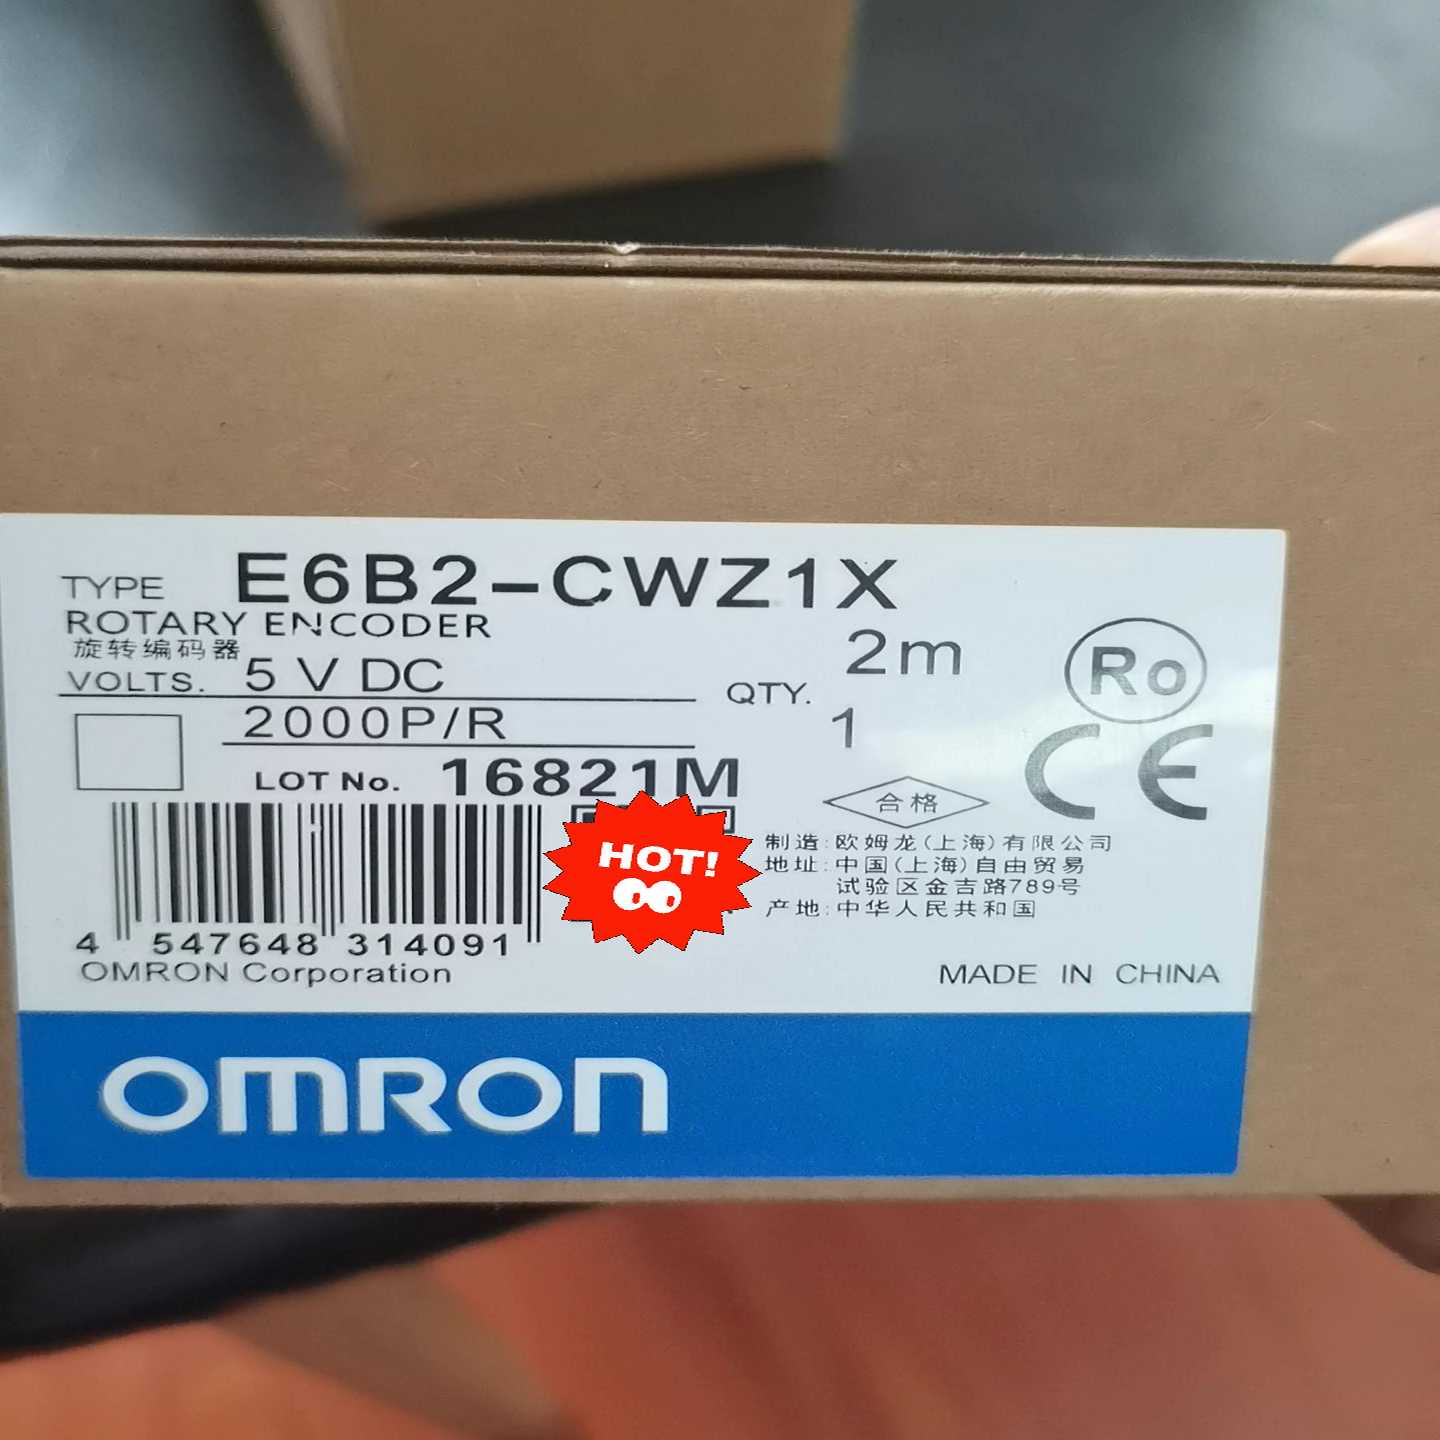 TYPE E6B2-CWZ1X
ROTARY ENCODER
旋转编码器
2m
VOLTS. 5 V DC
QTY. 1
2000P/R
LOT No. 16821M
Ro
CE
合格
制造:欧姆龙(上海)有限公司
地址:中国(上海)自由贸易
试验区金吉路789号
产地:中华人民共和国
HOT!
4 547648 314091
OMRON Corporation
MADE IN CHINA
OMRON